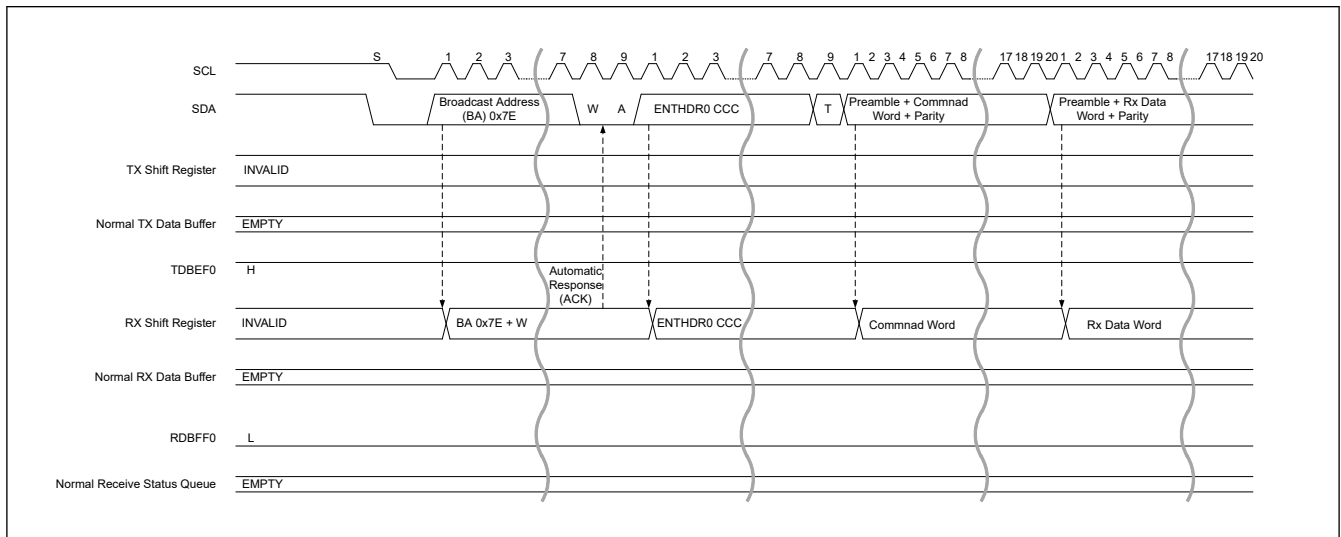 S 1 2 3 7 8 9 1 2 3 7 8 9 1 2 3 4 5 6 7 8 17 18 19 20 1 2 3 4 5 6 7 8 17 18 19 20
SCL
SDA
Broadcast Address
(BA) 0x7E
W
A
ENTHDR0 CCC
T
Preamble + Commnad
Word + Parity
Preamble + Rx Data
Word + Parity
TX Shift Register
INVALID
Normal TX Data Buffer
EMPTY
TDBEF0
H
Automatic
Response
(ACK)
RX Shift Register
INVALID
BA 0x7E + W
ENTHDR0 CCC
Commnad Word
Rx Data Word
Normal RX Data Buffer
EMPTY
RDBFF0
L
Normal Receive Status Queue
EMPTY